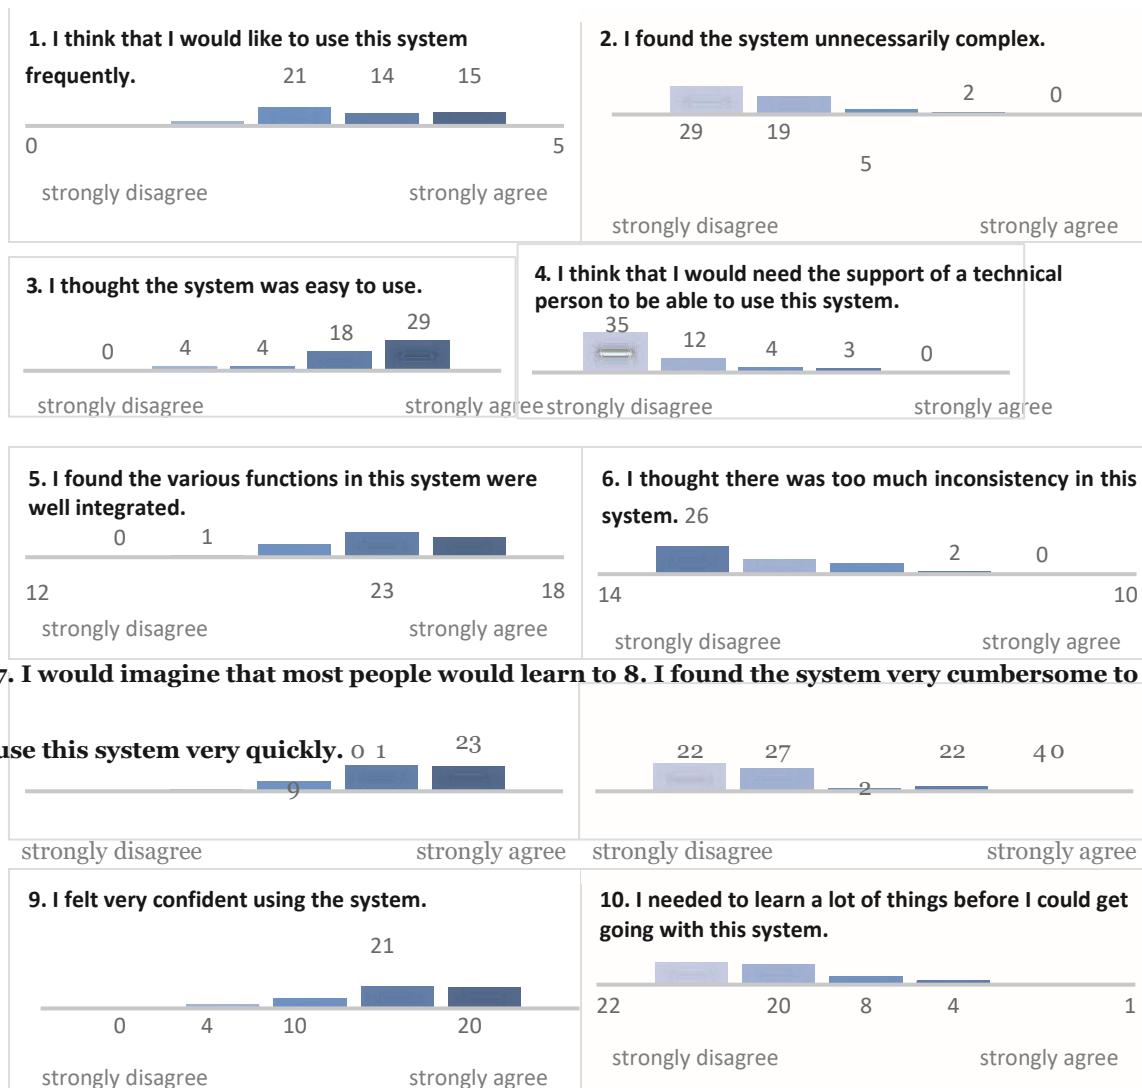 1. I think that I would like to use this system
frequently. 21 14 15
0 5
strongly disagree strongly agree
2. I found the system unnecessarily complex.
2 0
29 19
5
strongly disagree strongly agree
3. I thought the system was easy to use.
0 4 4 18 29
strongly disagree strongly agree
4. I think that I would need the support of a technical
person to be able to use this system.
35 12 4 3 0
strongly disagree strongly agree
5. I found the various functions in this system were
well integrated.
0 1
12 23 18
strongly disagree strongly agree
6. I thought there was too much inconsistency in this
system. 26
2 0
14 10
strongly disagree strongly agree
7. I would imagine that most people would learn to 8. I found the system very cumbersome to
use this system very quickly. 0 1 23 22 27 22 4 0
9 2
strongly disagree strongly agree strongly disagree strongly agree
9. I felt very confident using the system.
21
0 4 10 20
strongly disagree strongly agree
10. I needed to learn a lot of things before I could get
going with this system.
22 20 8 4 1
strongly disagree strongly agree